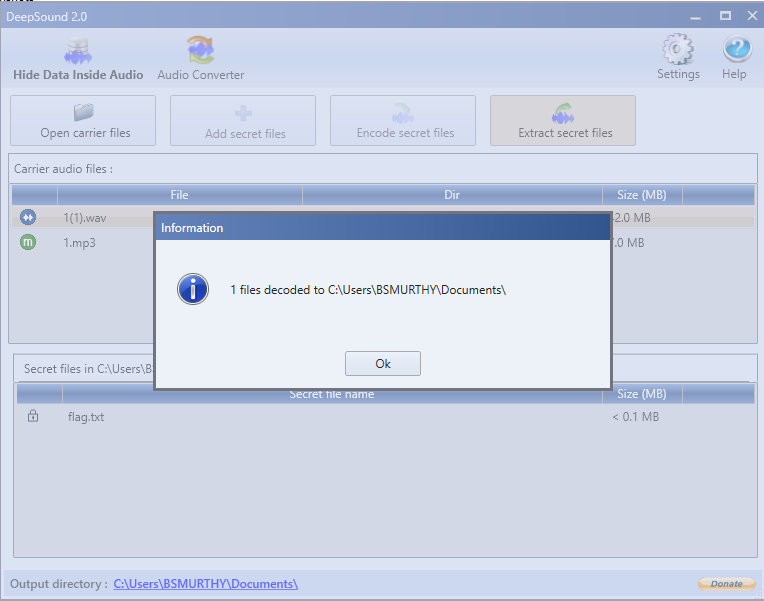 DeepSound 2.0
Hide Data Inside Audio Audio Converter Settings Help
Open carrier files Add secret files Encode secret files Extract secret files
Carrier audio files :
File Dir Size (MB)
1(1).wav 2.0 MB
1.mp3 .0 MB
Information
1 files decoded to C:\Users\BSMURTHY\Documents\
Ok
Secret files in C:\Users\B
Secret file name Size (MB)
flag.txt < 0.1 MB
Output directory : C:\Users\BSMURTHY\Documents\ Donate